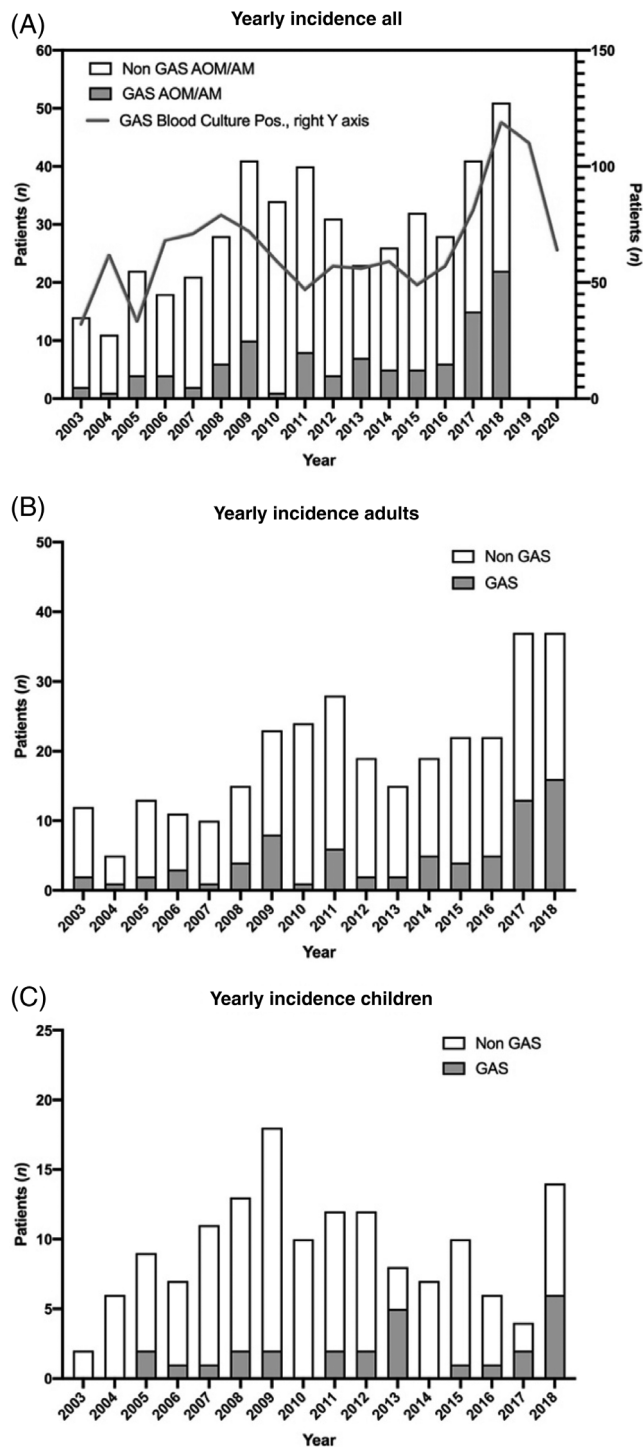 (A)
Yearly incidence all
Non GAS AOM/AM
GAS AOM/AM
GAS Blood Culture Pos., right Y axis
Patients (n)
60
50
40
30
20
10
0
150
100
50
0
Patients (n)
2003 2004 2005 2006 2007 2008 2009 2010 2011 2012 2013 2014 2015 2016 2017 2018 2019 2020
Year
(B)
Yearly incidence adults
Non GAS
GAS
Patients (n)
50
40
30
20
10
0
2003 2004 2005 2006 2007 2008 2009 2010 2011 2012 2013 2014 2015 2016 2017 2018
Year
(C)
Yearly incidence children
Non GAS
GAS
Patients (n)
25
20
15
10
5
0
2003 2004 2005 2006 2007 2008 2009 2010 2011 2012 2013 2014 2015 2016 2017 2018
Year